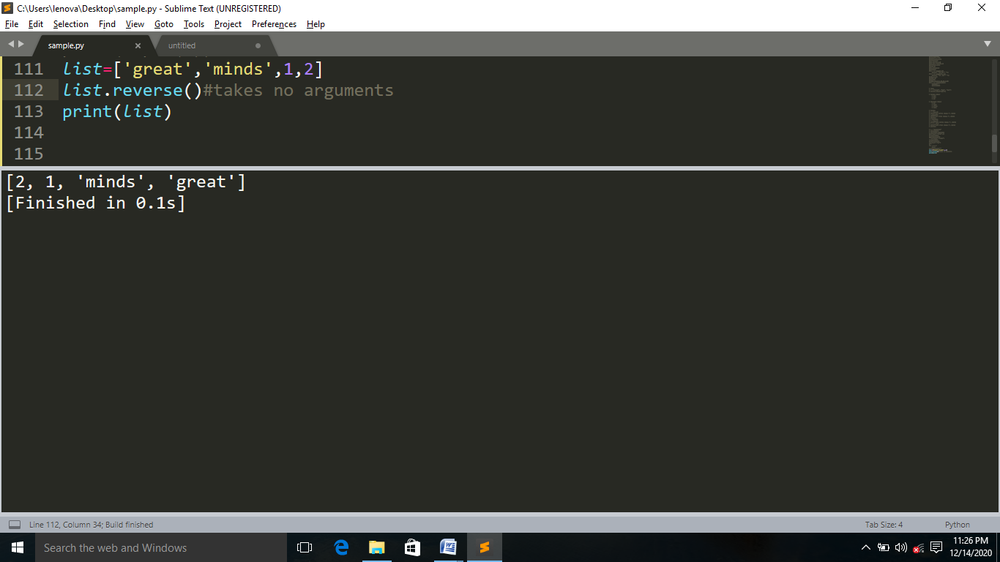 C:\Users\lenova\Desktop\sample.py - Sublime Text (UNREGISTERED)
File Edit Selection Find View Goto Tools Project Preferences Help
sample.py untitled
111 list=['great','minds',1,2]
112 list.reverse()#takes no arguments
113 print(list)
114
115
[2, 1, 'minds', 'great']
[Finished in 0.1s]
Line 112, Column 34; Build finished Tab Size: 4 Python
Search the web and Windows
11:26 PM
12/14/2020